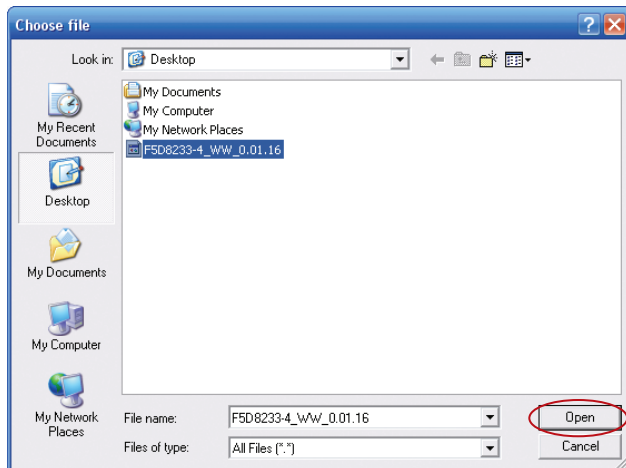 Choose file
Look in: Desktop
My Recent
Documents
Desktop
My Documents
My Computer
My Network
Places
My Documents
My Computer
My Network Places
F5D8233-4_WW_0.01.16
File name: F5D8233-4_WW_0.01.16 Open
Files of type: All Files (*.*) Cancel